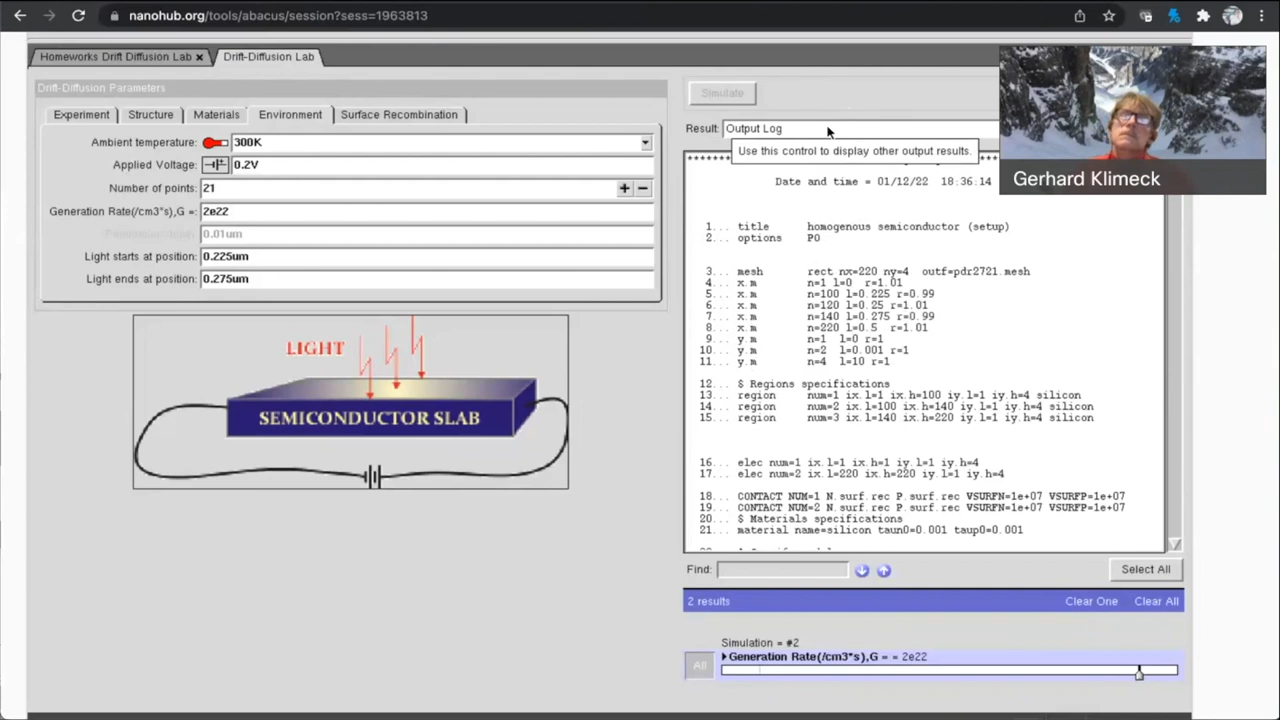 nanohub.org/tools/abacus/session?sess=1963813
Homeworks Drift Diffusion Lab
Drift-Diffusion Lab
Drift-Diffusion Parameters
Experiment
Structure
Materials
Environment
Surface Recombination
Ambient temperature: 300K
Applied Voltage: 0.2V
Number of points: 21
Generation Rate(/cm3*s),G =: 2e22
0.01um
Light starts at position: 0.225um
Light ends at position: 0.275um
LIGHT
SEMICONDUCTOR SLAB
Simulate
Result: Output Log
Use this control to display other output results.
Gerhard Klimeck
Date and time = 01/12/22 18:36:14
1... title homogenous semiconductor (setup)
2... options P0
3... mesh rect nx=220 ny=4 outf=pdr2721.mesh
4... x.m n=1 l=0 r=1.01
5... x.m n=100 l=0.225 r=0.99
6... x.m n=120 l=0.25 r=1.01
7... x.m n=140 l=0.275 r=0.99
8... x.m n=220 l=0.5 r=1.01
9... y.m n=1 l=0 r=1
10... y.m n=2 l=0.001 r=1
11... y.m n=4 l=10 r=1
12... $ Regions specifications
13... region num=1 ix.l=1 ix.h=100 iy.l=1 iy.h=4 silicon
14... region num=2 ix.l=100 ix.h=140 iy.l=1 iy.h=4 silicon
15... region num=3 ix.l=140 ix.h=220 iy.l=1 iy.h=4 silicon
16... elec num=1 ix.l=1 ix.h=1 iy.l=1 iy.h=4
17... elec num=2 ix.l=220 ix.h=220 iy.l=1 iy.h=4
18... CONTACT NUM=1 N.surf.rec P.surf.rec VSURFN=1e+07 VSURFP=1e+07
19... CONTACT NUM=2 N.surf.rec P.surf.rec VSURFN=1e+07 VSURFP=1e+07
20... $ Materials specifications
21... material name=silicon taun0=0.001 taup0=0.001
Find:
Select All
2 results
Clear One
Clear All
Simulation = #2
All
Generation Rate(/cm3*s),G = = 2e22